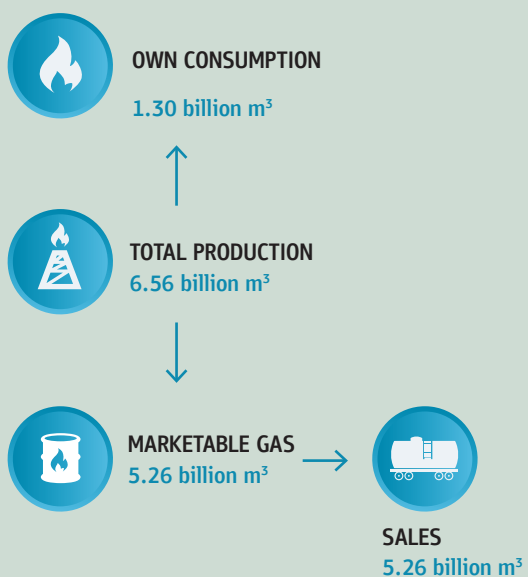 OWN CONSUMPTION
1.30 billion m³
TOTAL PRODUCTION
6.56 billion m³
MARKETABLE GAS
5.26 billion m³
SALES
5.26 billion m³